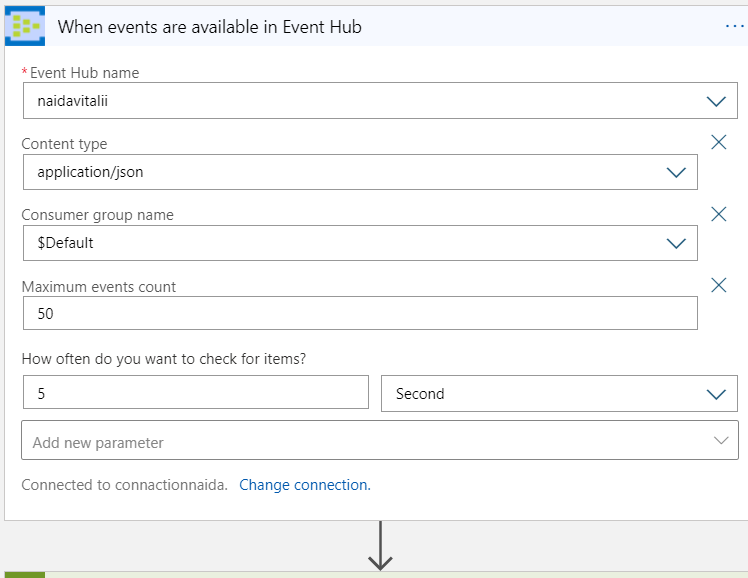 When events are available in Event Hub
...
* Event Hub name
naidavitalii
Content type
application/json
Consumer group name
$Default
Maximum events count
50
How often do you want to check for items?
5 Second
Add new parameter
Connected to connactionnaida. Change connection.